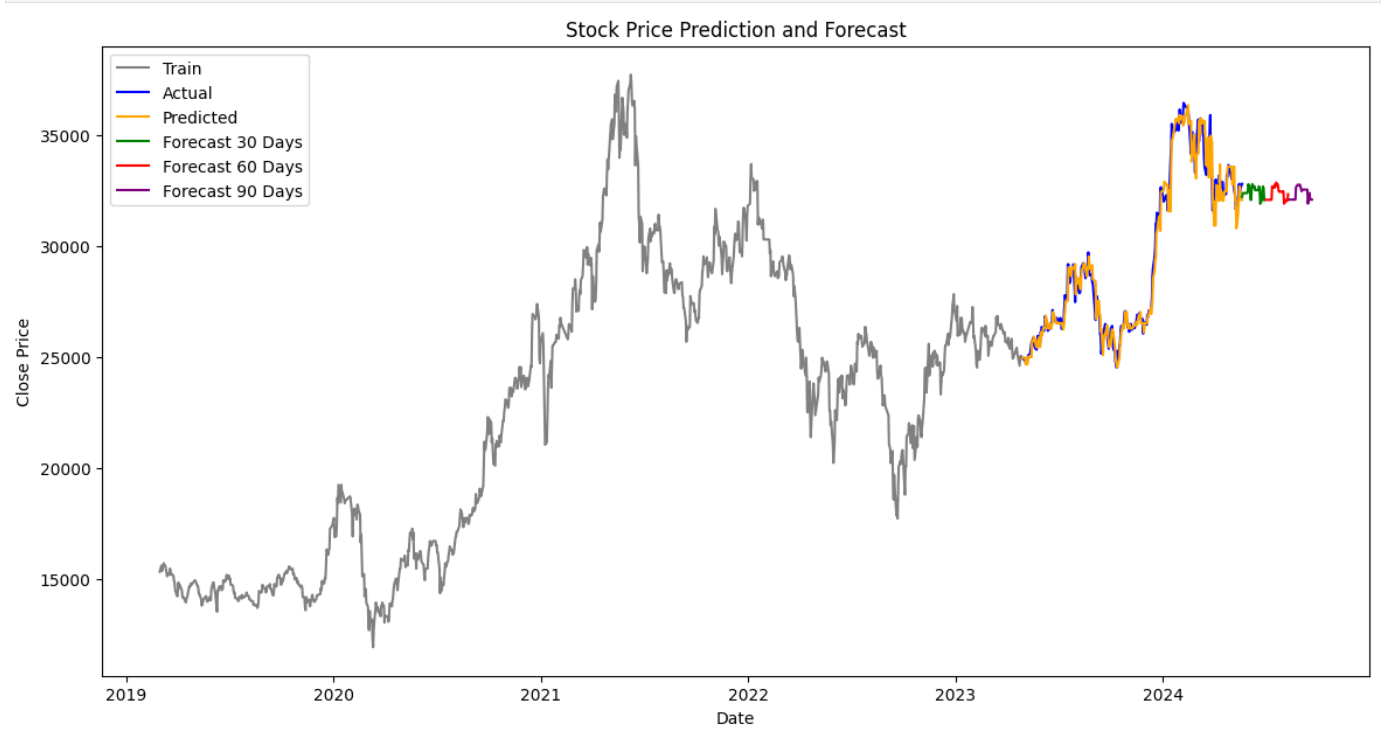 Stock Price Prediction and Forecast
Train
Actual
Predicted
Forecast 30 Days
Forecast 60 Days
Forecast 90 Days
35000
30000
25000
20000
15000
Close Price
2019 2020 2021 2022 2023 2024
Date